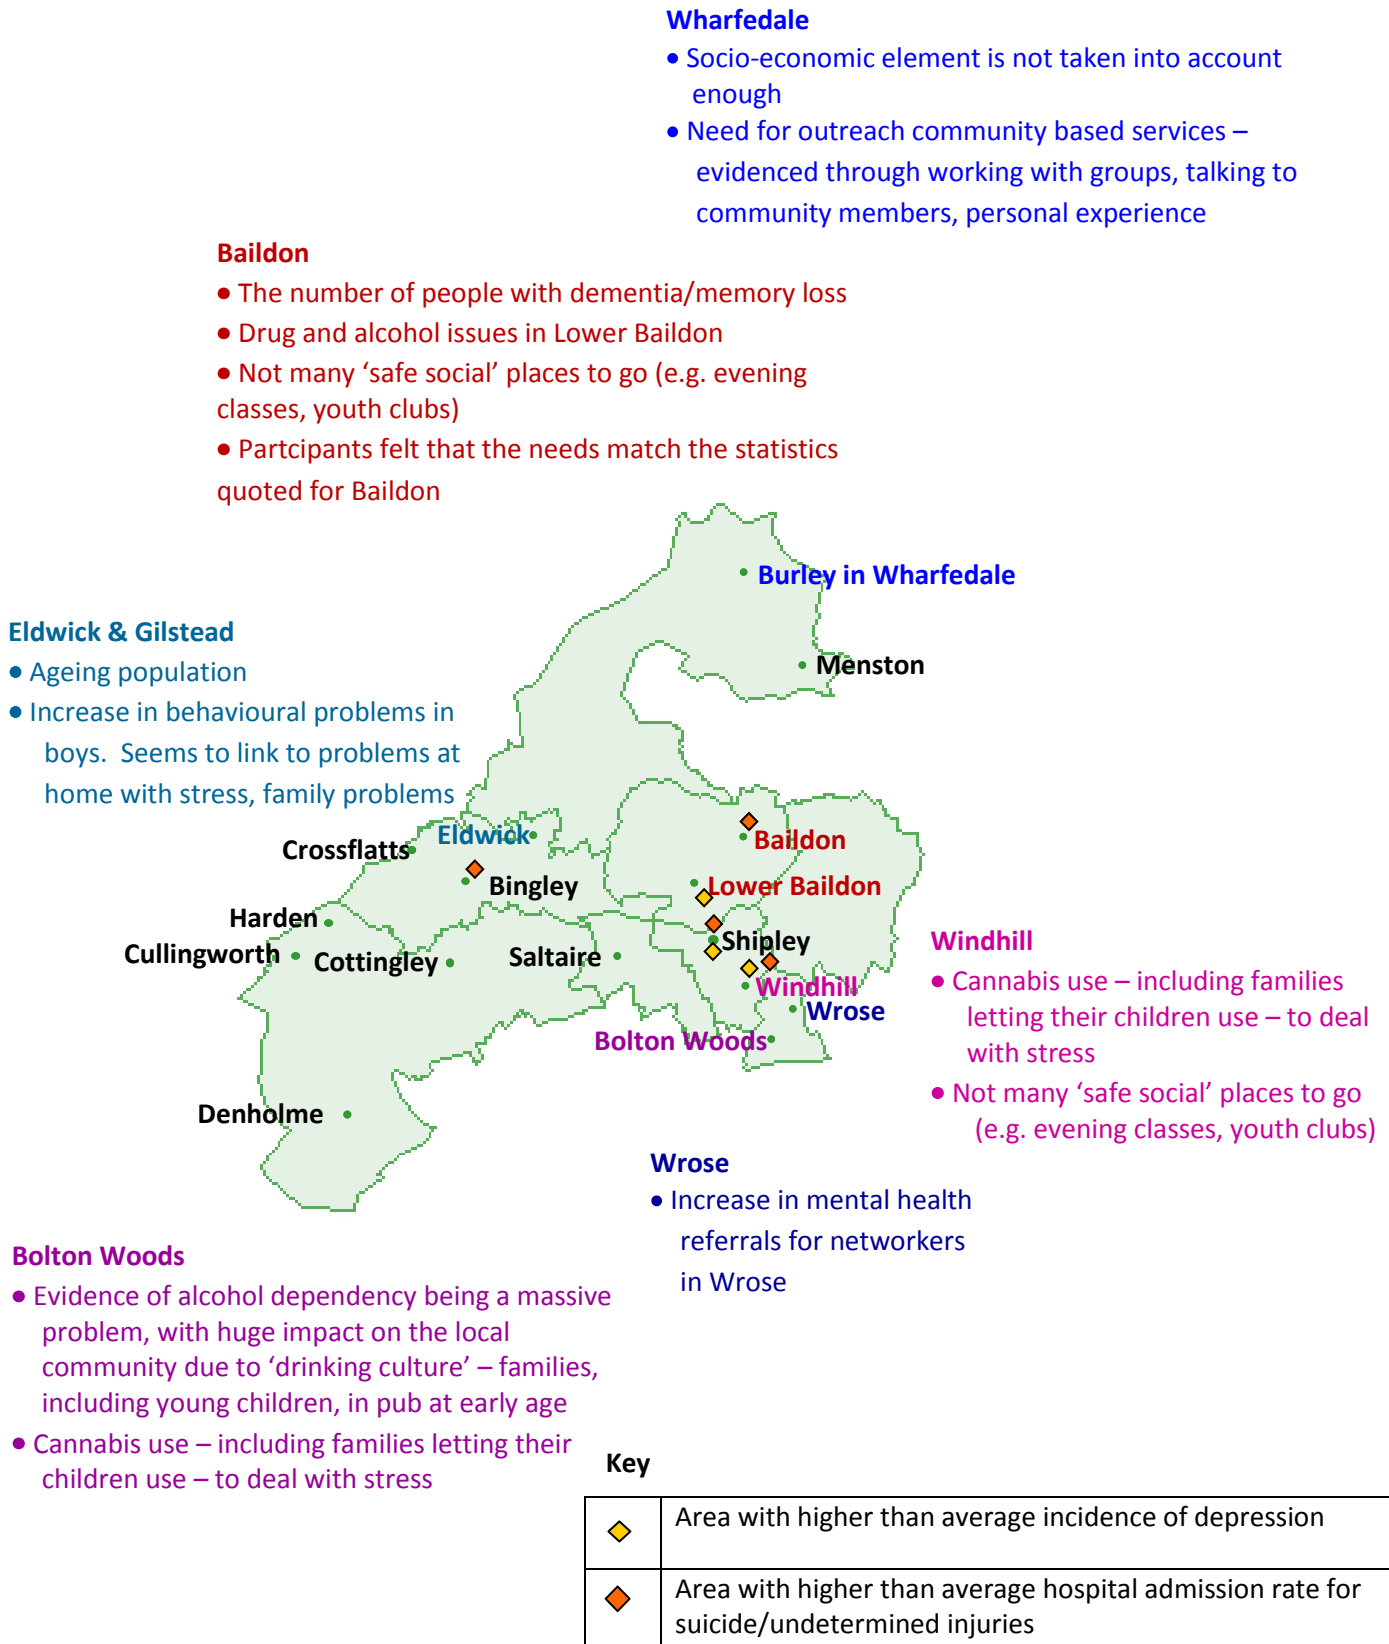 Wharfedale
• Socio-economic element is not taken into account
enough
• Need for outreach community based services –
evidenced through working with groups, talking to
community members, personal experience
Baildon
• The number of people with dementia/memory loss
• Drug and alcohol issues in Lower Baildon
• Not many ‘safe social’ places to go (e.g. evening
classes, youth clubs)
• Partcipants felt that the needs match the statistics
quoted for Baildon
Burley in Wharfedale
Menston
Eldwick & Gilstead
• Ageing population
• Increase in behavioural problems in
boys.  Seems to link to problems at
home with stress, family problems
Eldwick
Crossflatts
Baildon
Bingley
Lower Baildon
Harden
Cullingworth
Cottingley
Saltaire
Shipley
Windhill
Wrose
Bolton Woods
Denholme
Windhill
• Cannabis use – including families
letting their children use – to deal
with stress
• Not many ‘safe social’ places to go
(e.g. evening classes, youth clubs)
Wrose
• Increase in mental health
referrals for networkers
in Wrose
Bolton Woods
• Evidence of alcohol dependency being a massive
problem, with huge impact on the local
community due to ‘drinking culture’ – families,
including young children, in pub at early age
• Cannabis use – including families letting their
children use – to deal with stress
Key
Area with higher than average incidence of depression
Area with higher than average hospital admission rate for
suicide/undetermined injuries